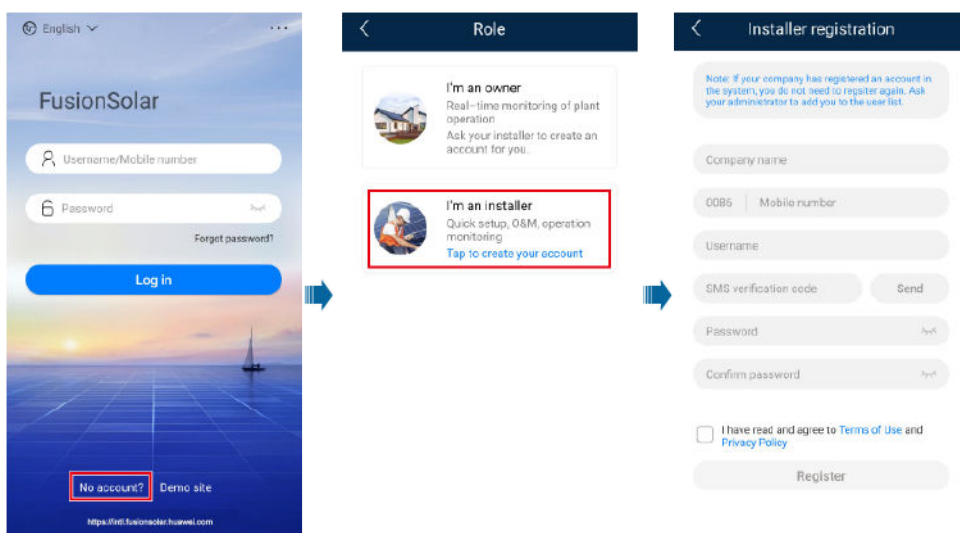 English
...
FusionSolar
Username/Mobile number
Password
Forgot password?
Log in
No account?
Demo site
https://intl.fusionsolar.huawei.com
Role
I'm an owner
Real-time monitoring of plant
operation
Ask your installer to create an
account for you.
I'm an installer
Quick setup, O&M, operation
monitoring
Tap to create your account
Installer registration
Note: If your company has registered an account in
the system, you do not need to regsiter again. Ask
your administrator to add you to the user list.
Company name
0086 Mobile number
Username
SMS verification code
Send
Password
Confirm password
I have read and agree to Terms of Use and
Privacy Policy
Register